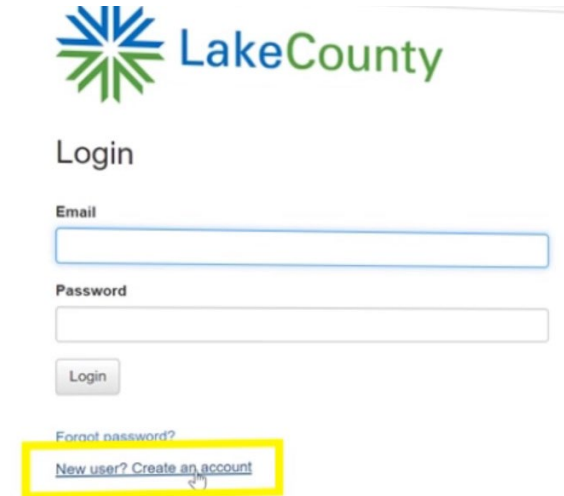 LakeCounty
Login
Email
Password
Login
Forgot password?
New user? Create an account